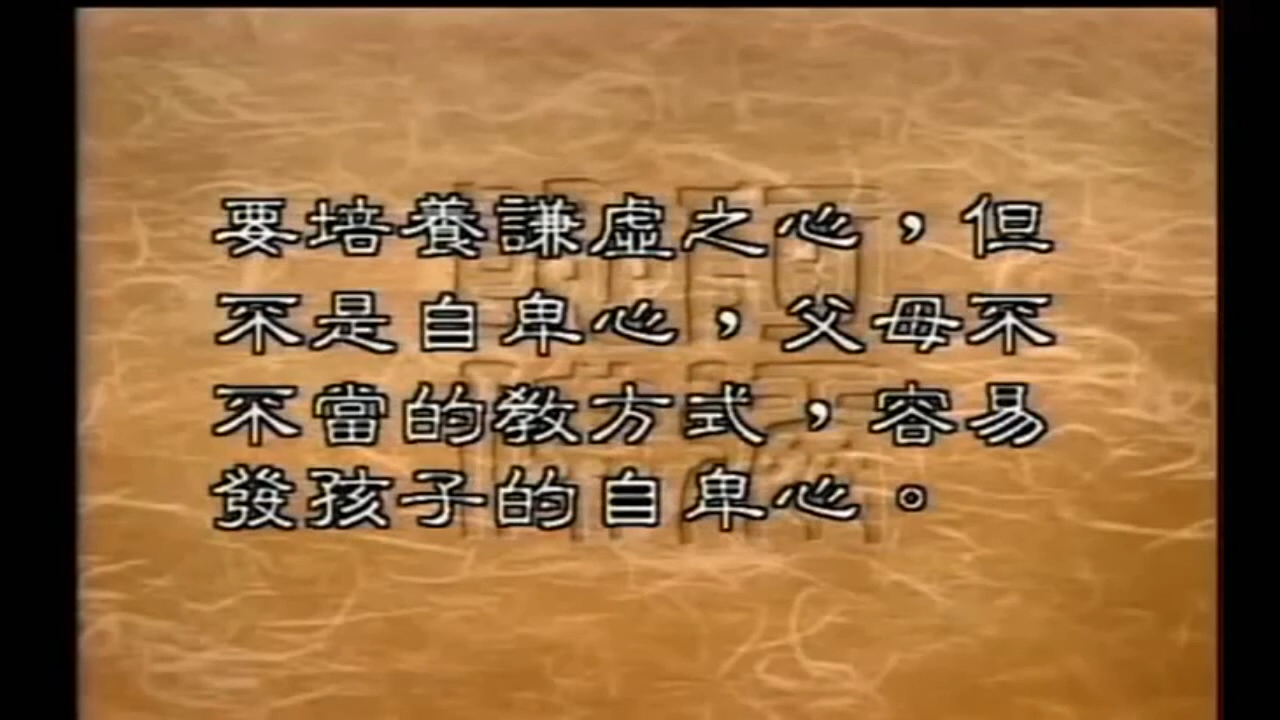 要培養謙虛之心，但
不是自卑心，父母不
不當的教方式，容易
發孩子的自卑心。